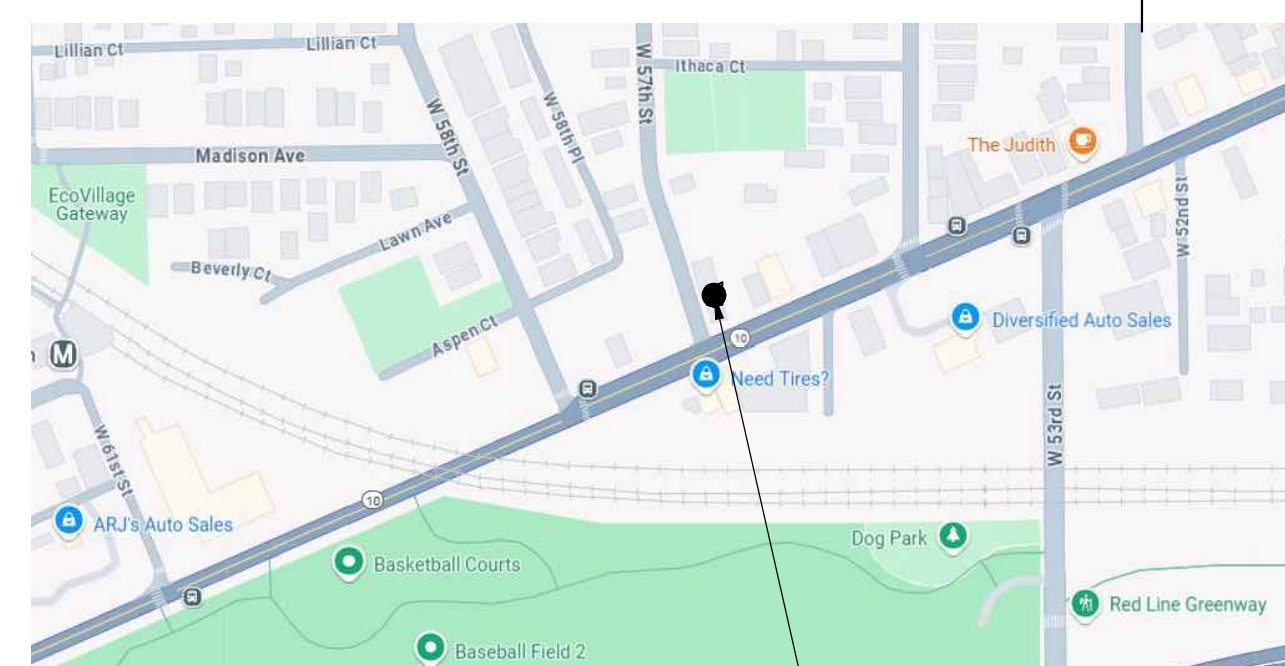 Lillian Ct
Lillian Ct
W 57th St
Ithaca Ct
W 58th St
W 58th Pl
The Judith
Madison Ave
EcoVillage
Gateway
Lawn Ave
W 52nd St
Beverly Ct
Aspen Ct
10
Diversified Auto Sales
M
Need Tires?
W 53rd St
W 61st St
10
ARJ's Auto Sales
Dog Park
Basketball Courts
Red Line Greenway
Baseball Field 2